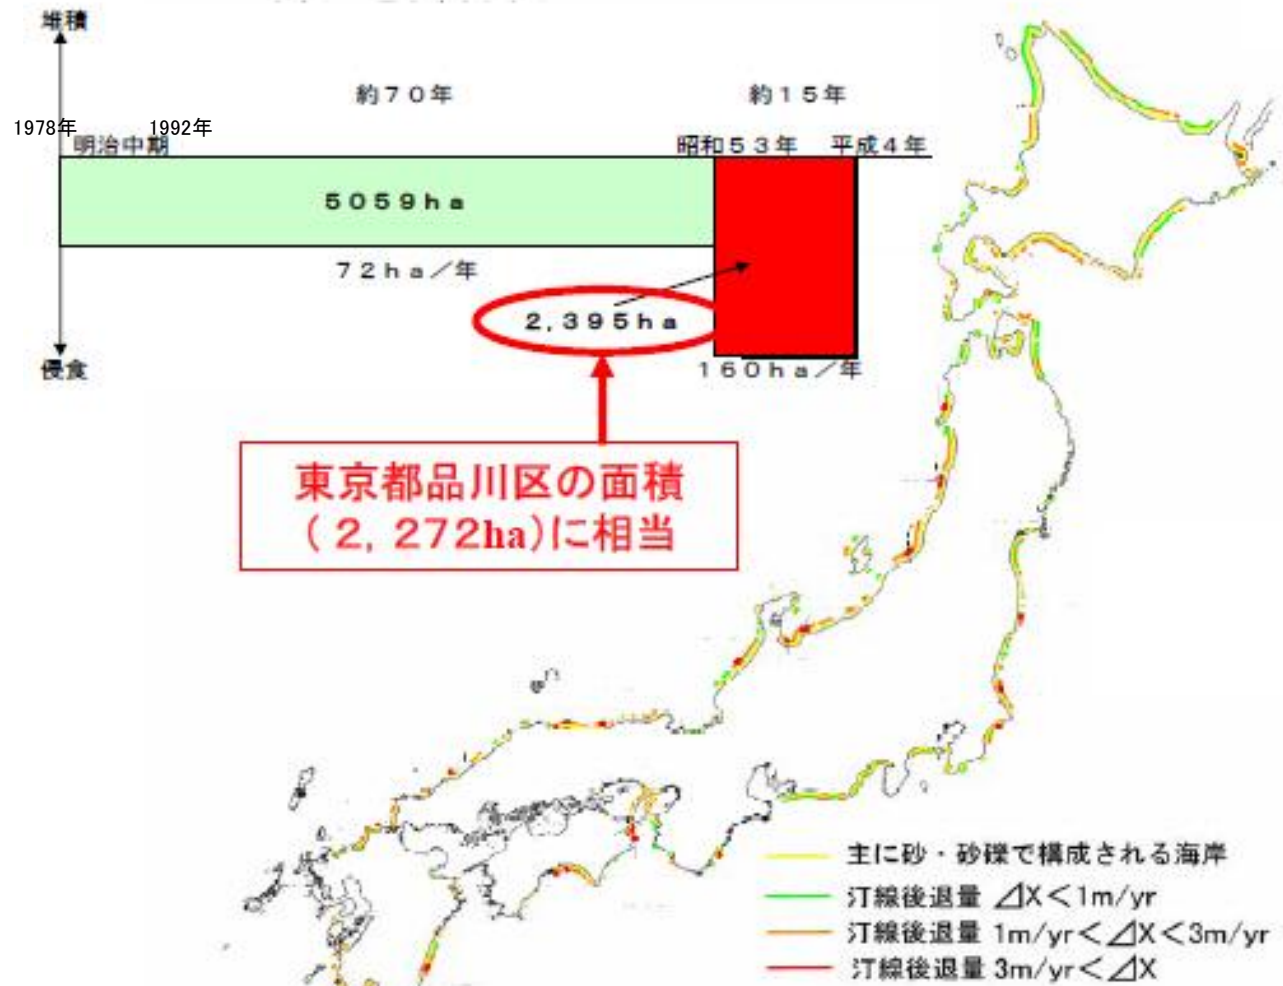 堆積
約70年
約15年
1978年
1992年
明治中期
昭和53年
平成4年
5059ha
72ha/年
2,395ha
160ha/年
侵食
東京都品川区の面積
(2,272ha)に相当
主に砂・砂礫で構成される海岸
汀線後退量 ⊿X<1m/yr
汀線後退量 1m/yr<⊿X<3m/yr
汀線後退量 3m/yr<⊿X